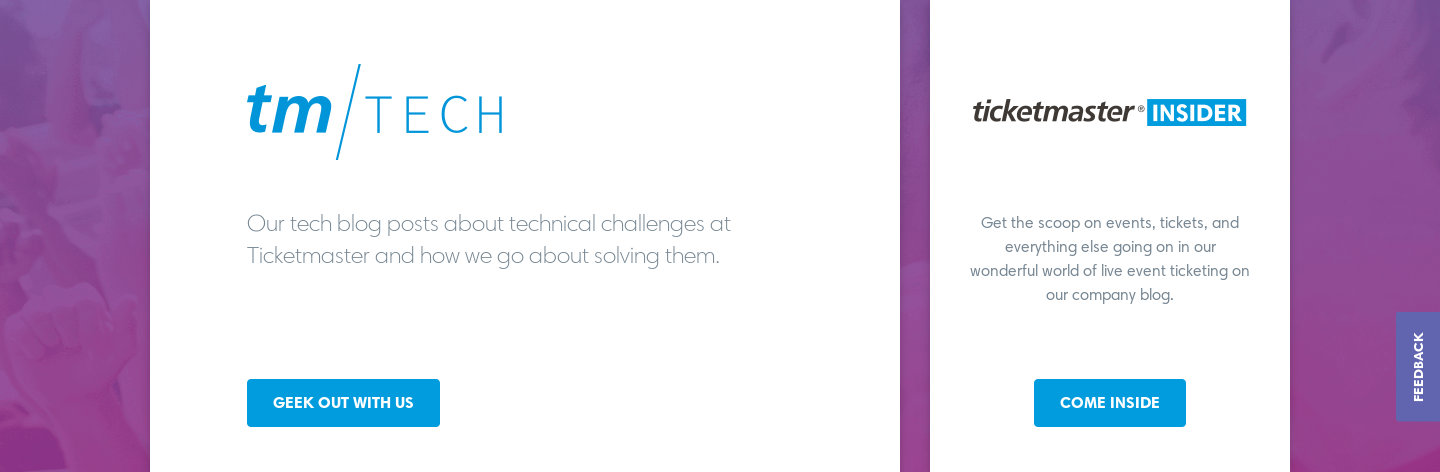 tm/TECH
Our tech blog posts about technical challenges at
Ticketmaster and how we go about solving them.
GEEK OUT WITH US
ticketmaster® INSIDER
Get the scoop on events, tickets, and
everything else going on in our
wonderful world of live event ticketing on
our company blog.
COME INSIDE
FEEDBACK